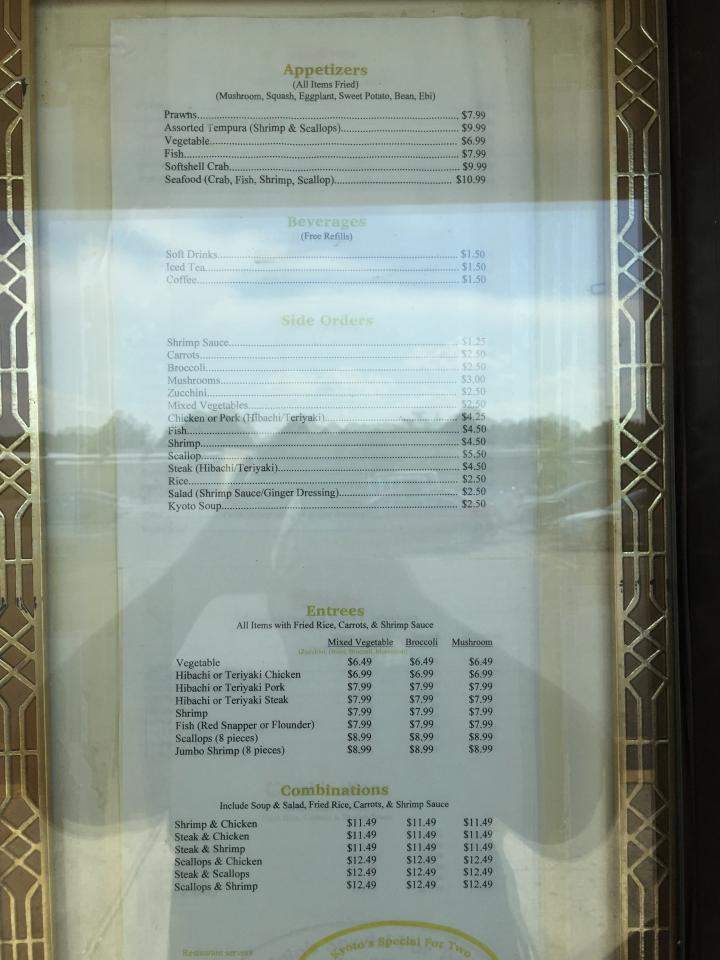 Appetizers
(All Items Fried)
(Mushroom, Squash, Eggplant, Sweet Potato, Bean, Ebi)
Prawns........ $7.99
Assorted Tempura (Shrimp & Scallops)........ $9.99
Vegetable........ $6.99
Fish........ $7.99
Softshell Crab........ $9.99
Seafood (Crab, Fish, Shrimp, Scallop)........ $10.99
Beverages
(Free Refills)
Soft Drinks........ $1.50
Iced Tea........ $1.50
Coffee........ $1.50
Side Orders
Shrimp Sauce........ $1.25
Carrots........ $2.50
Broccoli........ $2.50
Mushrooms........ $3.00
Zucchini........ $2.50
Mixed Vegetables........ $2.50
Chicken or Pork (Hibachi/Teriyaki)........ $4.25
Fish........ $4.50
Shrimp........ $4.50
Scallop........ $5.50
Steak (Hibachi/Teriyaki)........ $4.50
Rice........ $2.50
Salad (Shrimp Sauce/Ginger Dressing)........ $2.50
Kyoto Soup........ $2.50
Entrees
All Items with Fried Rice, Carrots, & Shrimp Sauce
Mixed Vegetable Broccoli Mushroom
Vegetable $6.49 $6.49 $6.49
Hibachi or Teriyaki Chicken $6.99 $6.99 $6.99
Hibachi or Teriyaki Pork $7.99 $7.99 $7.99
Hibachi or Teriyaki Steak $7.99 $7.99 $7.99
Shrimp $7.99 $7.99 $7.99
Fish (Red Snapper or Flounder) $7.99 $7.99 $7.99
Scallops (8 pieces) $8.99 $8.99 $8.99
Jumbo Shrimp (8 pieces) $8.99 $8.99 $8.99
Combinations
Include Soup & Salad, Fried Rice, Carrots, & Shrimp Sauce
Shrimp & Chicken $11.49 $11.49 $11.49
Steak & Chicken $11.49 $11.49 $11.49
Steak & Shrimp $11.49 $11.49 $11.49
Scallops & Chicken $12.49 $12.49 $12.49
Steak & Scallops $12.49 $12.49 $12.49
Scallops & Shrimp $12.49 $12.49 $12.49
Kyoto's Special For Two